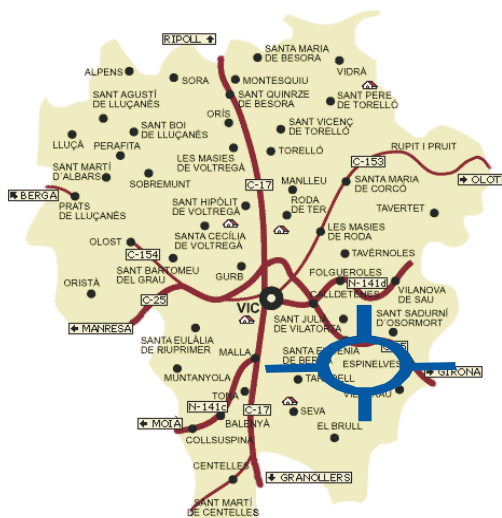 RIPOLL
SANTA MARIA
DE BESORA
VIDRÀ
ALPENS
SORA
MONTESQUIU
SANT QUIRZE
DE BESORA
SANT PERE
DE TORELLÓ
SANT AGUSTÍ
DE LLUÇANÈS
ORÍS
SANT BOI
DE LLUÇANÈS
SANT VICENÇ
DE TORELLÓ
LLUÇÀ
PERAFITA
LES MASIES DE
VOLTREGÀ
TORELLÓ
RUPIT I PRUIT
C-153
SANT MARTÍ
D'ALBARS
SOBREMUNT
C-17
MANLLEU
SANTA MARIA
DE CORCÓ
OLOT
BERGA
PRATS
DE LLUÇANÈS
SANT HIPÒLIT
DE VOLTREGÀ
RODA
DE TER
TAVERTET
OLOST
SANTA CECÍLIA
DE VOLTREGÀ
LES MASIES
DE RODA
C-154
TAVÈRNOLES
SANT BARTOMEU
DEL GRAU
GURB
FOLGUEROLES
N-141d
ORISTÀ
C-25
VIC
CALLDETENES
VILANOVA
DE SAU
MANRESA
SANT JULIÀ
DE VILATORTA
SANT SADURNÍ
D'OSORMORT
SANTA EULÀLIA
DE RIUPRIMER
MALLA
SANTA
DE
ESPINELVES
GIRONA
MUNTANYOLA
TONA
N-141c
C-17
SEVA
MOIÀ
BALENYÀ
COLLSUSPINA
EL BRULL
CENTELLES
GRANOLLERS
SANT MARTÍ
DE CENTELLES